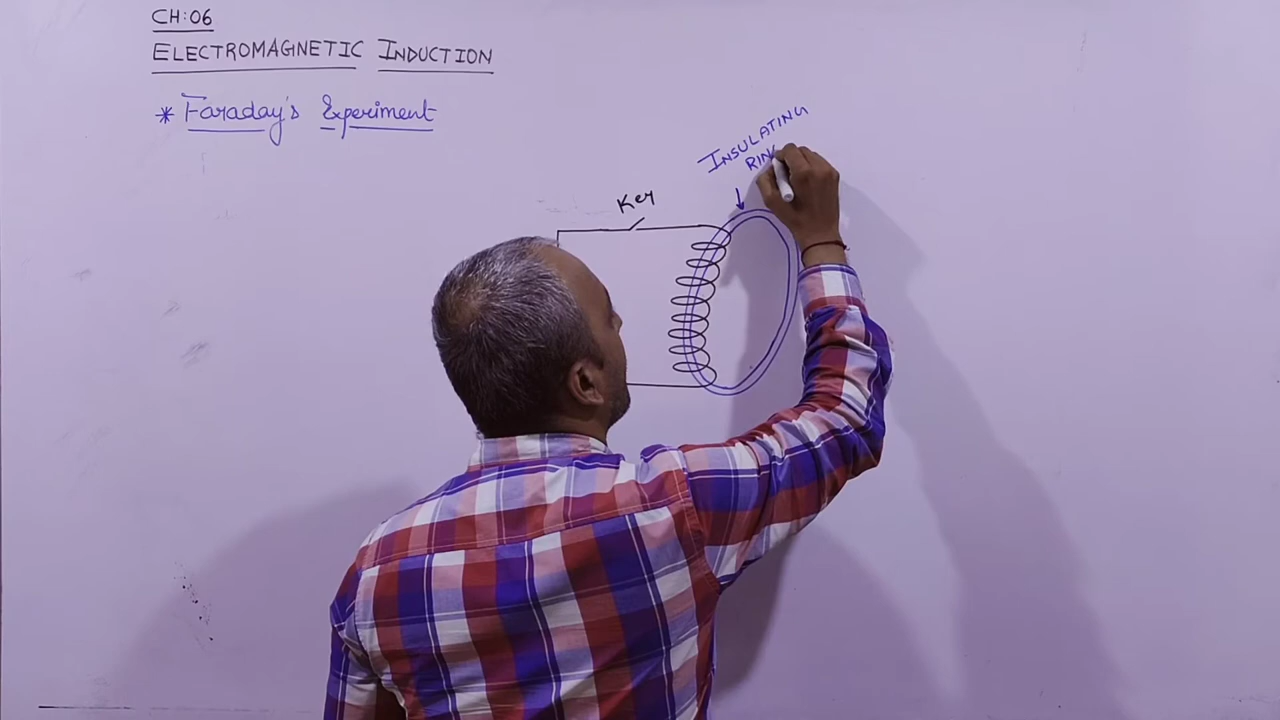 CH:06
ELECTROMAGNETIC INDUCTION
* Faraday's Experiment
INSULATING
Key